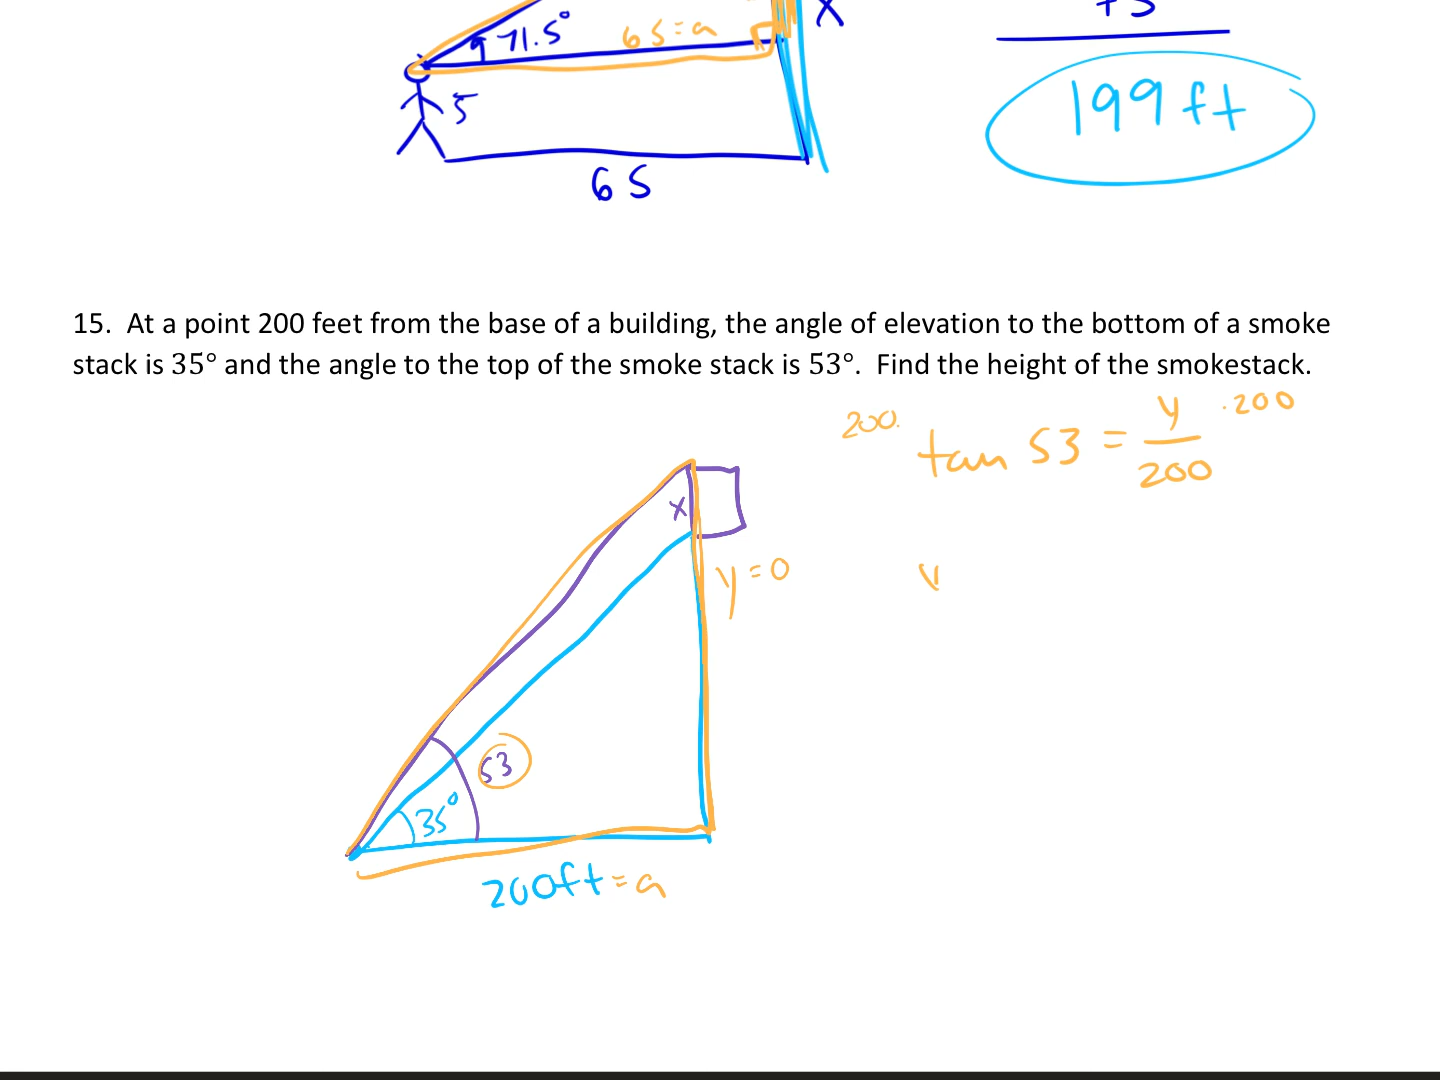 +5
71.5°
65=a
x
5
199ft
65
15. At a point 200 feet from the base of a building, the angle of elevation to the bottom of a smoke
stack is 35° and the angle to the top of the smoke stack is 53°. Find the height of the smokestack.
200· tan 53 = y/200 ·200
x
y=0
y
53
35°
200ft=a